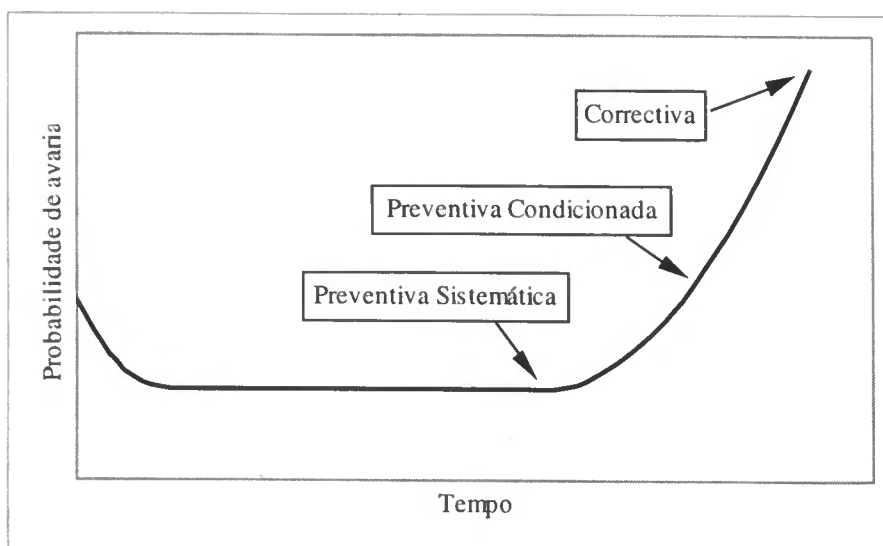 Correctiva
Preventiva Condicionada
Preventiva Sistemática
Probabilidade de avaria
Tempo